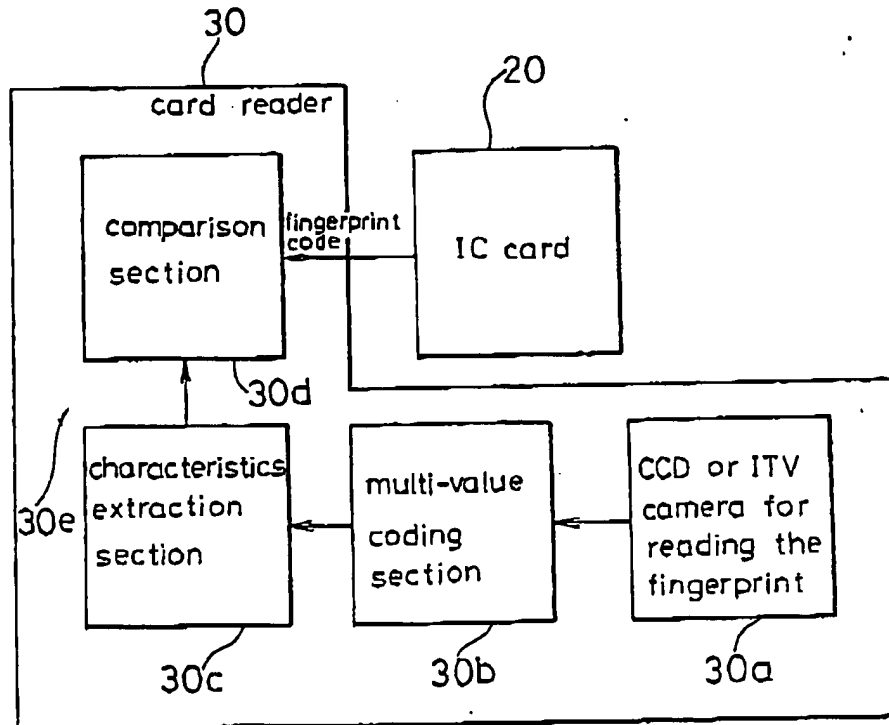 30
card reader
20
comparison
section
fingerprint
code
IC card
30d
30e
characteristics
extraction
section
multi-value
coding
section
CCD or ITV
camera for
reading the
fingerprint
30c
30b
30a